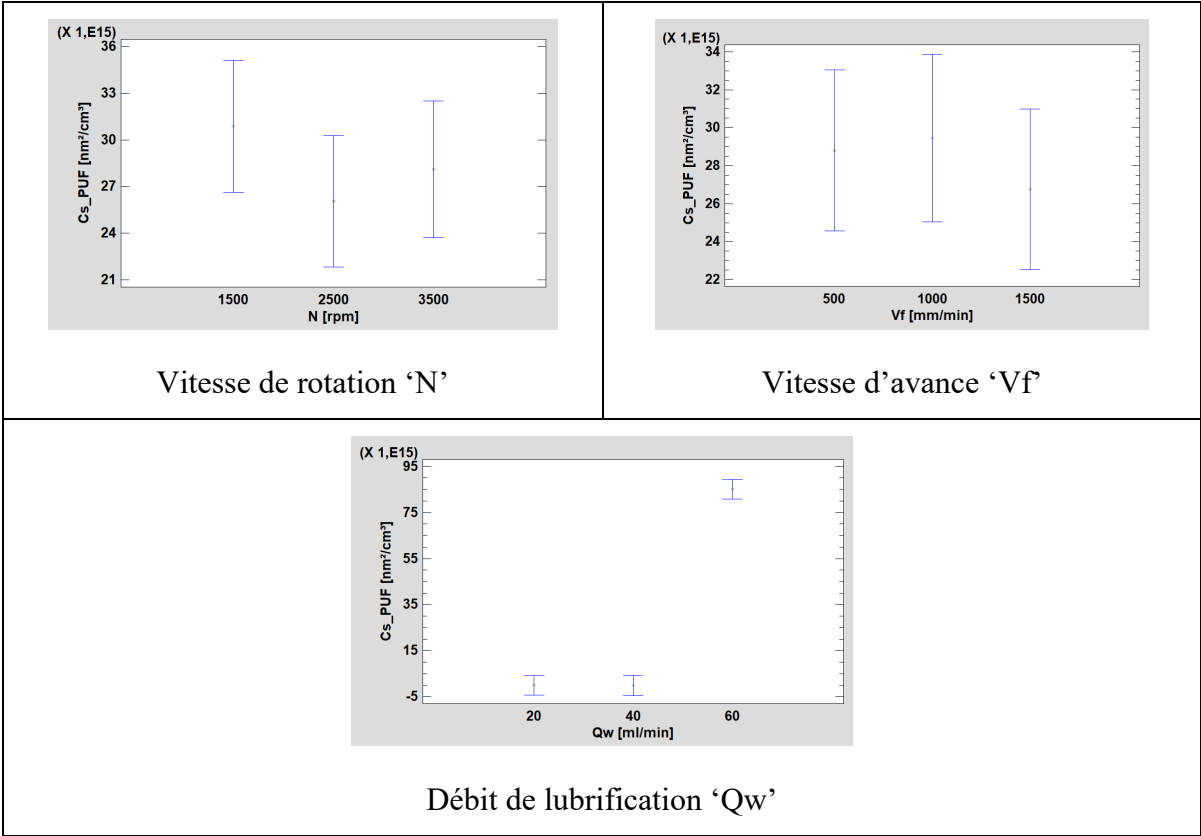 (X 1,E15)
36
33
30
27
24
21
Cs_PUF [nm²/cm³]
1500 2500 3500
N [rpm]
Vitesse de rotation ‘N’
(X 1,E15)
34
32
30
28
26
24
22
Cs_PUF [nm²/cm³]
500 1000 1500
Vf [mm/min]
Vitesse d’avance ‘Vf’
(X 1,E15)
95
75
55
35
15
-5
Cs_PUF [nm²/cm³]
20 40 60
Qw [ml/min]
Débit de lubrification ‘Qw’